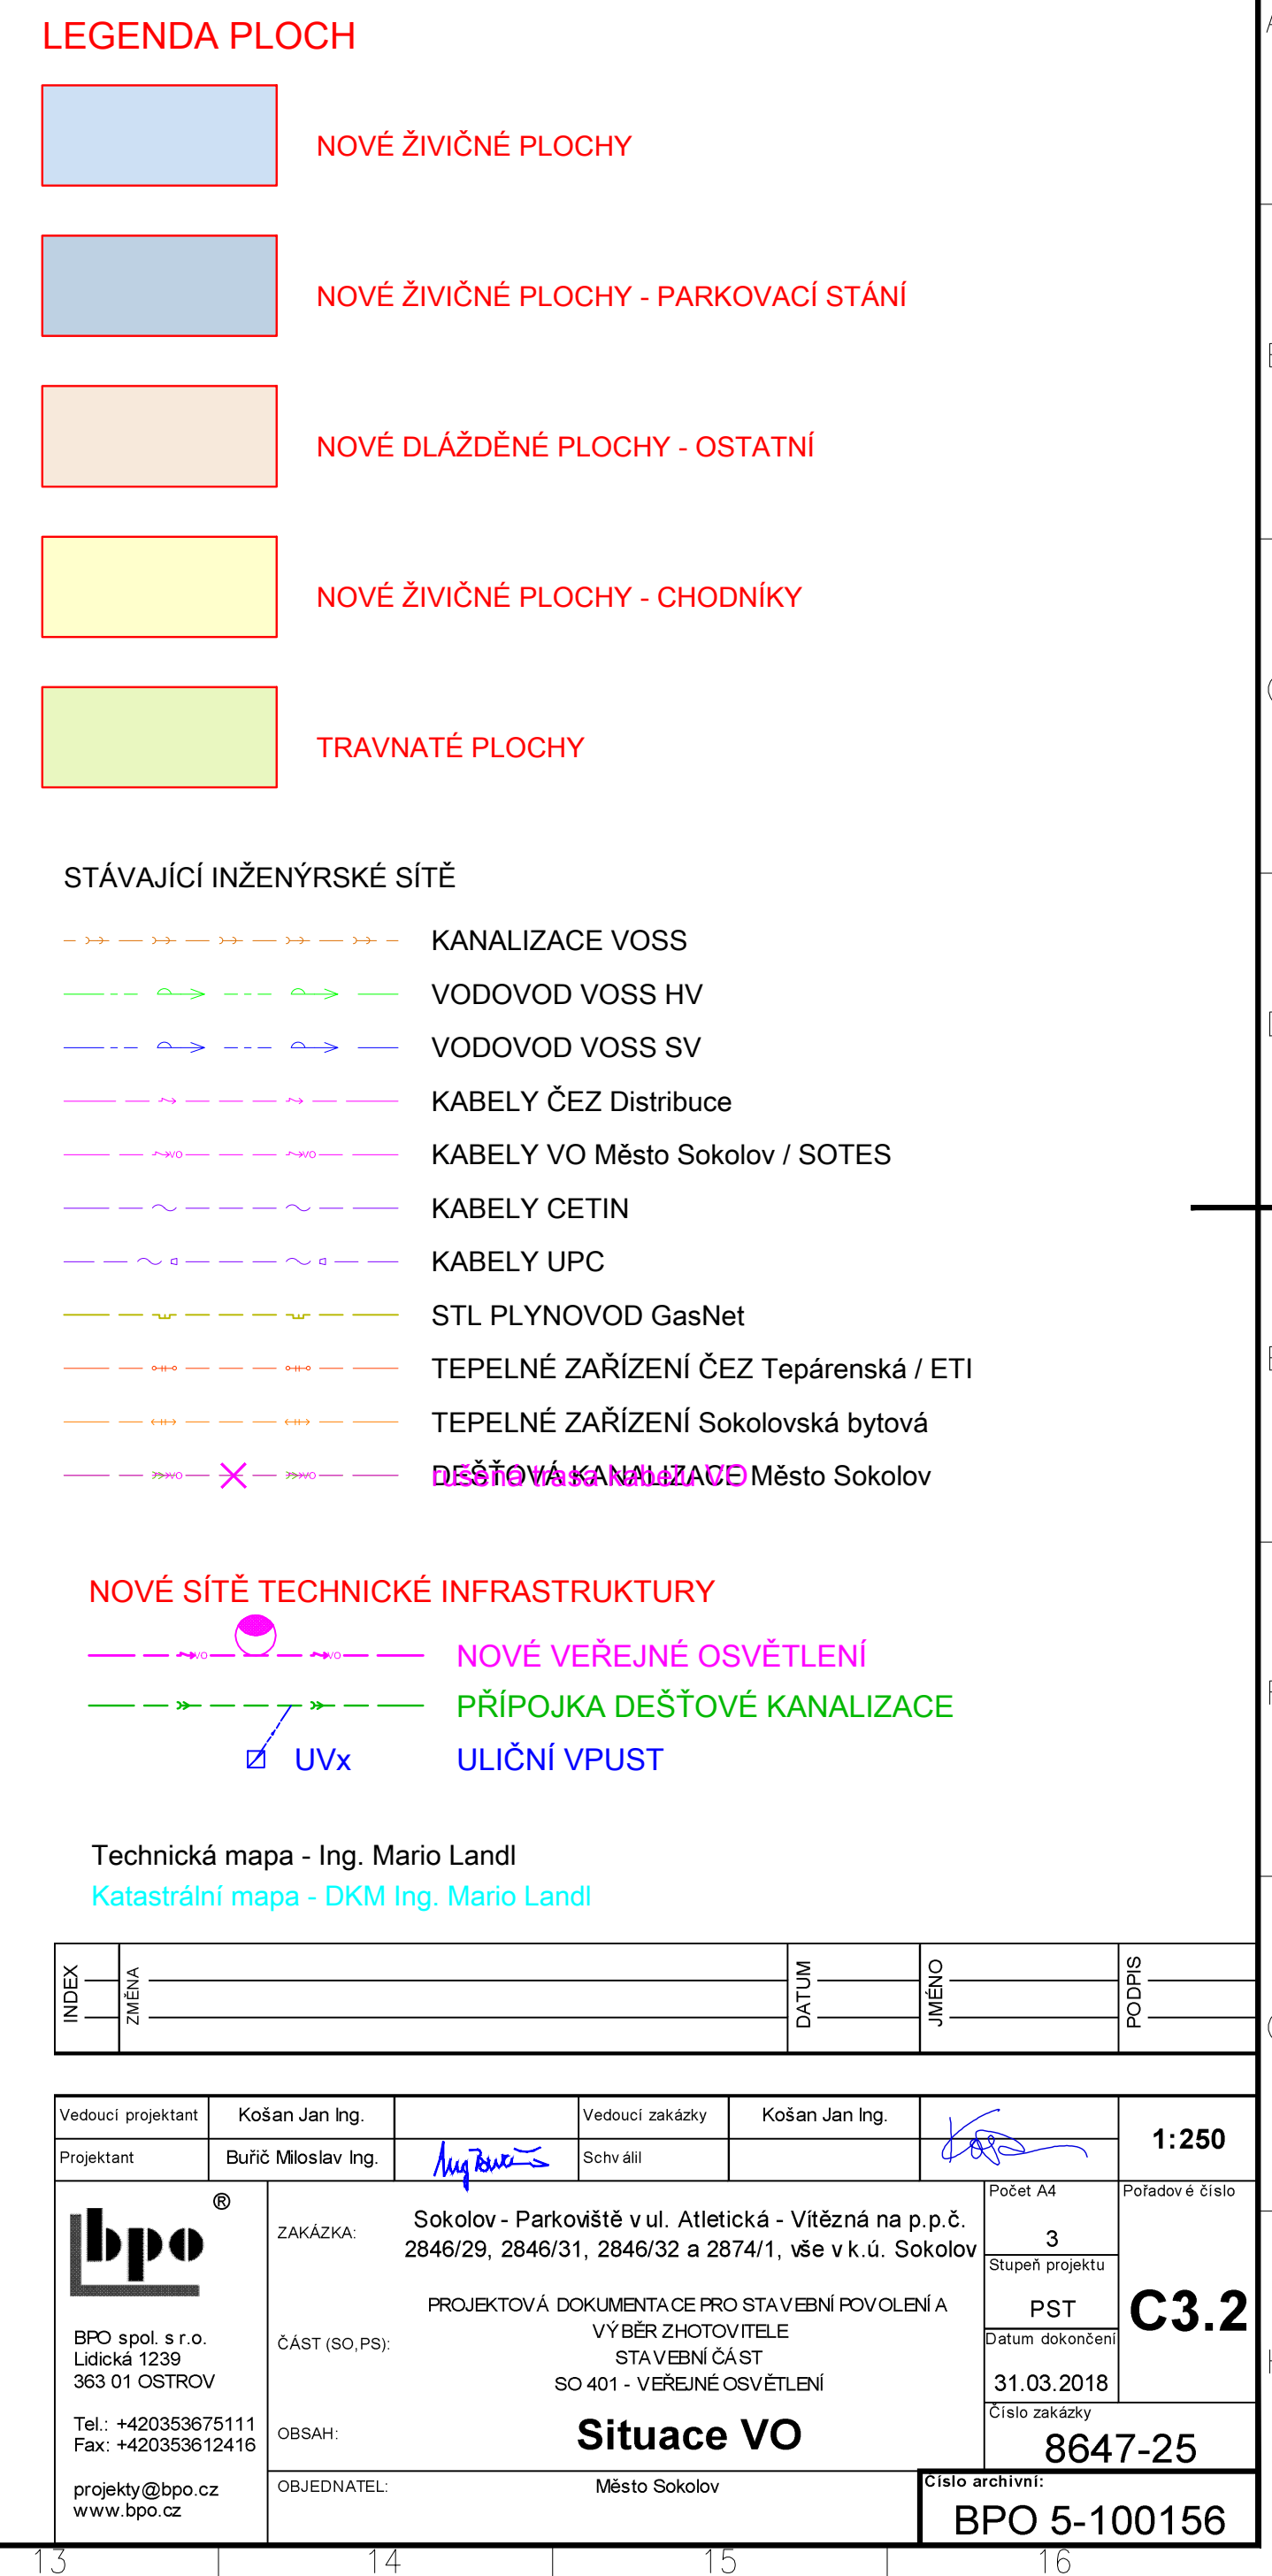 LEGENDA PLOCH
NOVÉ ŽIVIČNÉ PLOCHY
NOVÉ ŽIVIČNÉ PLOCHY - PARKOVACÍ STÁNÍ
NOVÉ DLÁŽDĚNÉ PLOCHY - OSTATNÍ
NOVÉ ŽIVIČNÉ PLOCHY - CHODNÍKY
TRAVNATÉ PLOCHY
STÁVAJÍCÍ INŽENÝRSKÉ SÍTĚ
KANALIZACE VOSS
VODOVOD VOSS HV
VODOVOD VOSS SV
KABELY ČEZ Distribuce
VO VO KABELY VO Město Sokolov / SOTES
KABELY CETIN
KABELY UPC
STL PLYNOVOD GasNet
TEPELNÉ ZAŘÍZENÍ ČEZ Tepárenská / ETI
TEPELNÉ ZAŘÍZENÍ Sokolovská bytová
VO VO DEŠŤOVÁ KANALIZACE Město Sokolov
rušená trasa kabelu VO
NOVÉ SÍTĚ TECHNICKÉ INFRASTRUKTURY
VO VO NOVÉ VEŘEJNÉ OSVĚTLENÍ
PŘÍPOJKA DEŠŤOVÉ KANALIZACE
UVx ULIČNÍ VPUST
Technická mapa - Ing. Mario Landl
Katastrální mapa - DKM Ing. Mario Landl
INDEX ZMĚNA DATUM JMÉNO PODPIS
Vedoucí projektant Košan Jan Ing. Vedoucí zakázky Košan Jan Ing.
1:250
Projektant Buřič Miloslav Ing. Schválil
bpo ®
BPO spol. s r.o.
Lidická 1239
363 01 OSTROV
Tel.: +420353675111
Fax: +420353612416
projekty@bpo.cz
www.bpo.cz
ZAKÁZKA:
Sokolov - Parkoviště v ul. Atletická - Vítězná na p.p.č.
2846/29, 2846/31, 2846/32 a 2874/1, vše v k.ú. Sokolov
ČÁST (SO,PS):
PROJEKTOVÁ DOKUMENTACE PRO STAVEBNÍ POVOLENÍ A
VÝBĚR ZHOTOVITELE
STAVEBNÍ ČÁST
SO 401 - VEŘEJNÉ OSVĚTLENÍ
OBSAH:
Situace VO
OBJEDNATEL:
Město Sokolov
Počet A4
3
Stupeň projektu
PST
Datum dokončení
31.03.2018
Pořadové číslo
C3.2
Číslo zakázky
8647-25
Číslo archivní:
BPO 5-100156
13 14 15 16